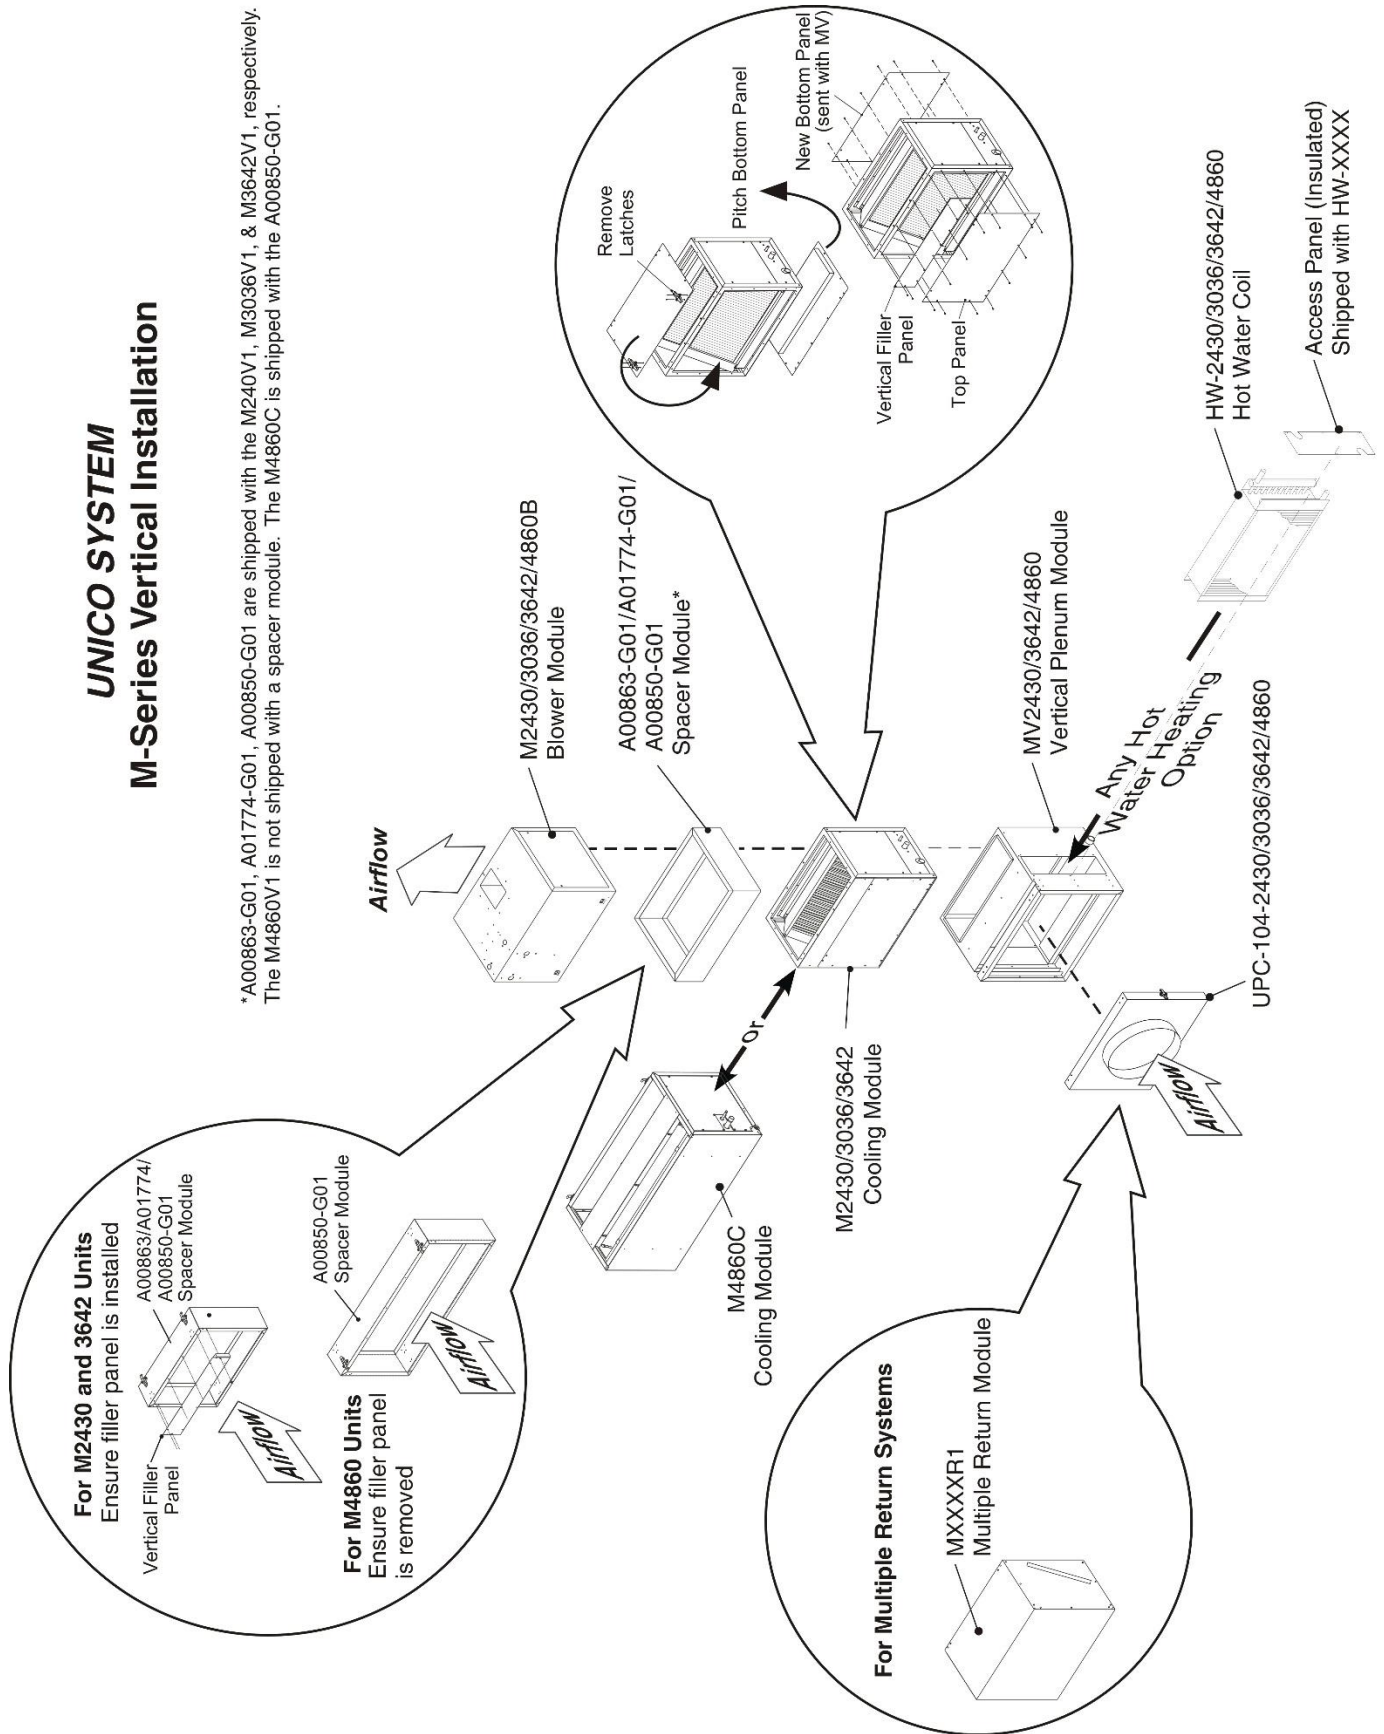 UNICO SYSTEM
M-Series Vertical Installation
*A00863-G01, A01774-G01, A00850-G01 are shipped with the M240V1, M3036V1, & M3642V1, respectively.
The M4860V1 is not shipped with a spacer module. The M4860C is shipped with the A00850-G01.
For M2430 and 3642 Units
Ensure filler panel is installed
A00863/A01774/
A00850-G01
Spacer Module
Vertical Filler
Panel
Airflow
For M4860 Units
Ensure filler panel
is removed
A00850-G01
Spacer Module
Airflow
Airflow
M2430/3036/3642/4860B
Blower Module
A00863-G01/A01774-G01/
A00850-G01
Spacer Module*
Remove
Latches
Pitch Bottom Panel
New Bottom Panel
(sent with MV)
Vertical Filler
Panel
Top Panel
or
M4860C
Cooling Module
M2430/3036/3642
Cooling Module
MV2430/3642/4860
Vertical Plenum Module
Any Hot
Water Heating
Option
HW-2430/3036/3642/4860
Hot Water Coil
Access Panel (Insulated)
Shipped with HW-XXXX
UPC-104-2430/3036/3642/4860
Airflow
For Multiple Return Systems
MXXXXR1
Multiple Return Module